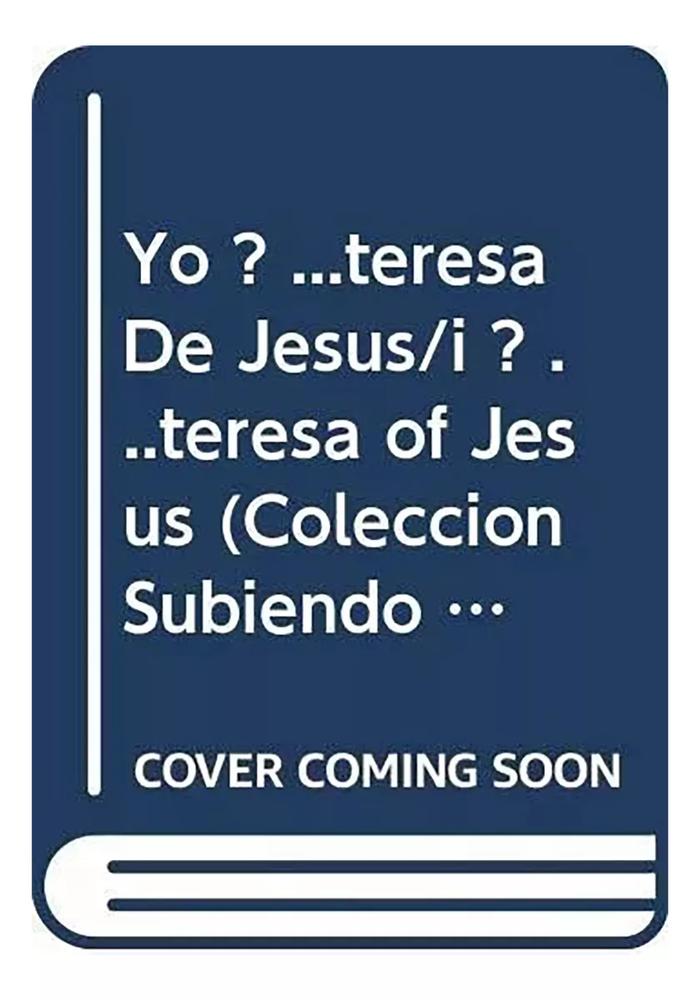 Yo ? ...teresa
De Jesus/i ? .
..teresa of Jes
us (Coleccion
Subiendo ...
COVER COMING SOON